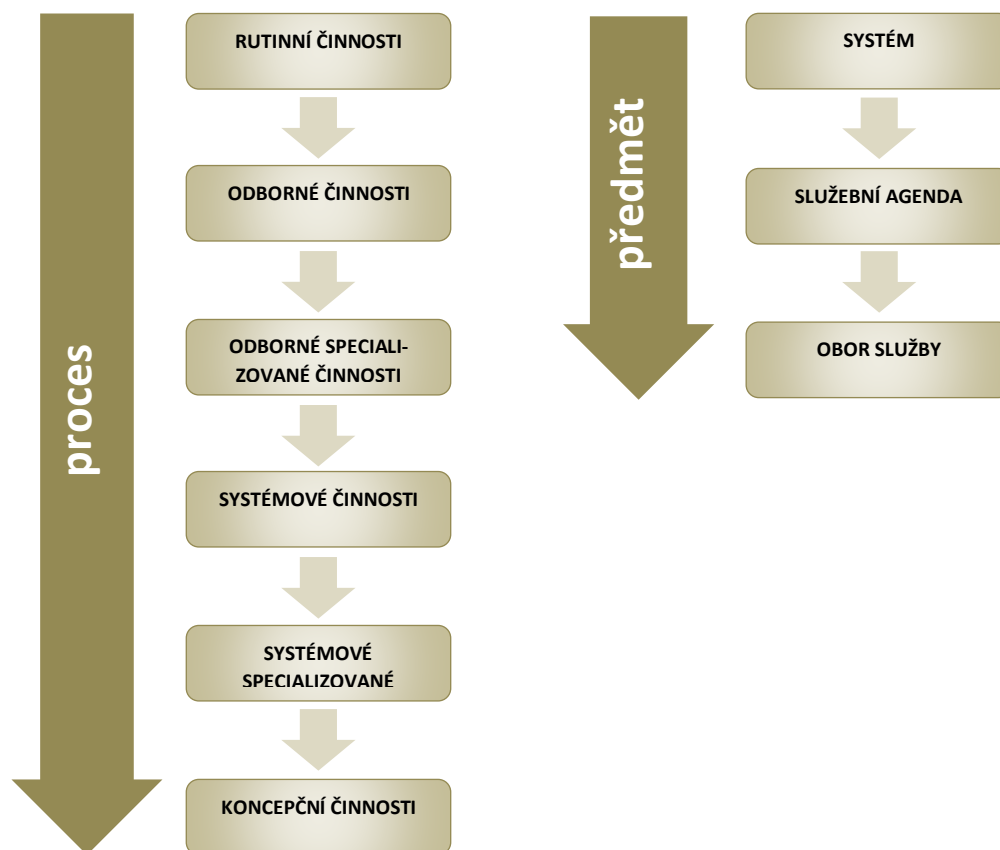 proces
RUTINNÍ ČINNOSTI
ODBORNÉ ČINNOSTI
ODBORNÉ SPECIALI-
ZOVANÉ ČINNOSTI
SYSTÉMOVÉ ČINNOSTI
SYSTÉMOVÉ
SPECIALIZOVANÉ
KONCEPČNÍ ČINNOSTI
předmět
SYSTÉM
SLUŽEBNÍ AGENDA
OBOR SLUŽBY